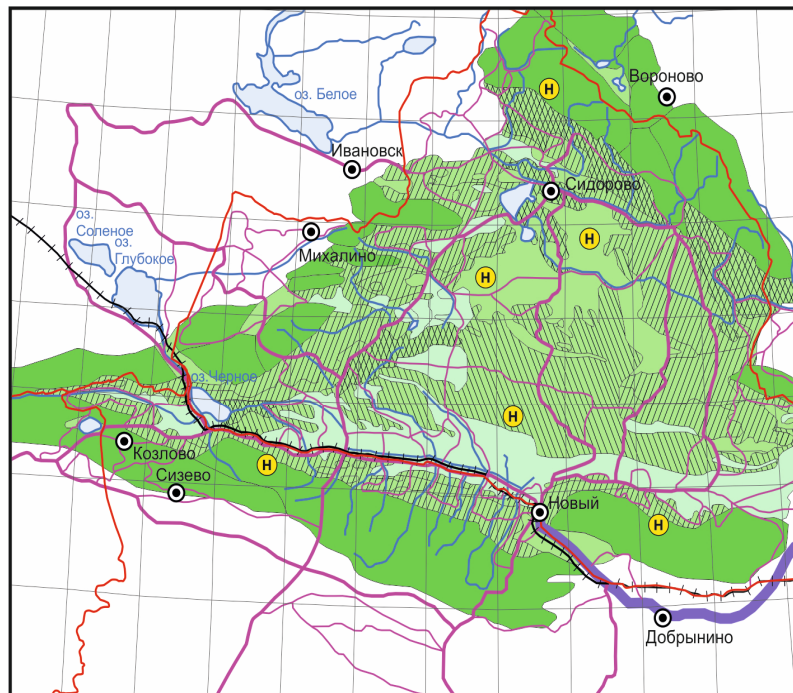 Вороново
Н
оз. Белое
Ивановск
Сидорово
оз.
Соленое
оз.
Глубокое
Михалино
Н
Н
оз.Черное
Н
Козлово
Н
Сизево
Новый
Н
Добрынино